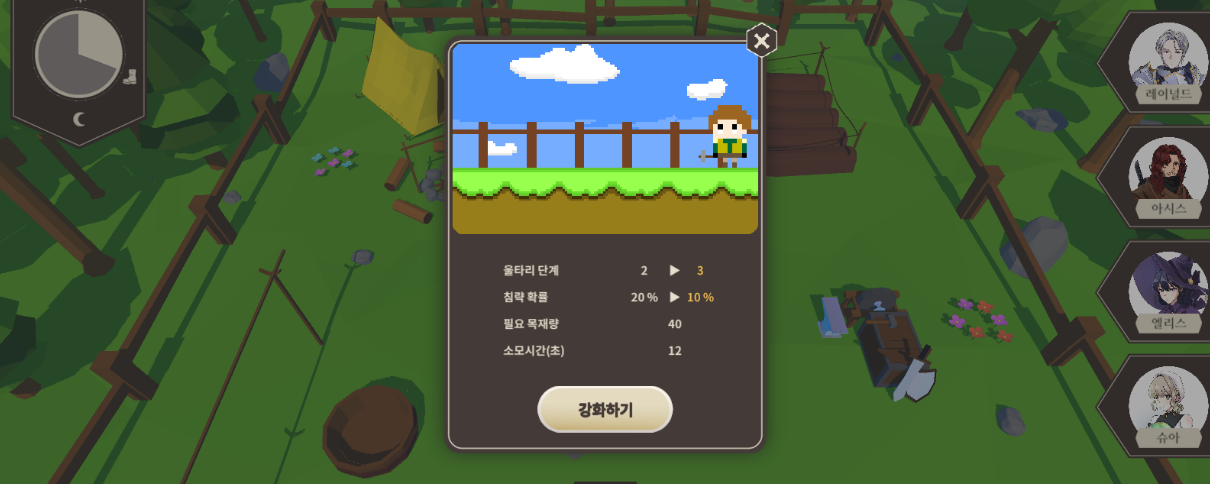 레이널드
아시스
엘리스
슈아
울타리 단계 2 ▶ 3
침략 확률 20 % ▶ 10 %
필요 목재량 40
소모시간(초) 12
강화하기